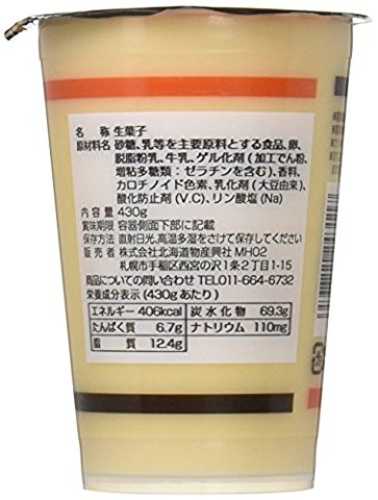 名 称 生菓子
原材料名 砂糖、乳等を主要原料とする食品、卵、
脱脂粉乳、牛乳、ゲル化剤(加工でん粉、
増粘多糖類:ゼラチンを含む)、香料、
カロチノイド色素、乳化剤(大豆由来)、
酸化防止剤(V.C)、リン酸塩(Na)
内容量 430g
賞味期限 容器側面下部に記載
保存方法 直射日光、高温多湿をさけて保存してください
販売者 株式会社北海道物産興社 MH02
札幌市手稲区西宮の沢1条2丁目1-15
商品についての問い合わせ TEL011-664-6732
栄養成分表示(430gあたり)
エネルギー 406kcal 炭水化物 69.3g
たんぱく質 6.7g ナトリウム 110mg
脂 質 12.4g